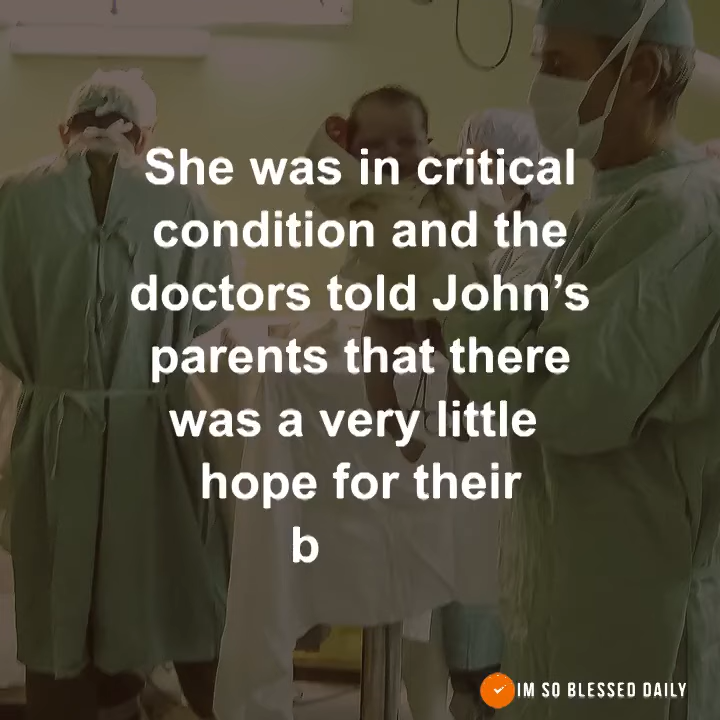 She was in critical
condition and the
doctors told John’s
parents that there
was a very little
hope for their
b
IM SO BLESSED DAILY